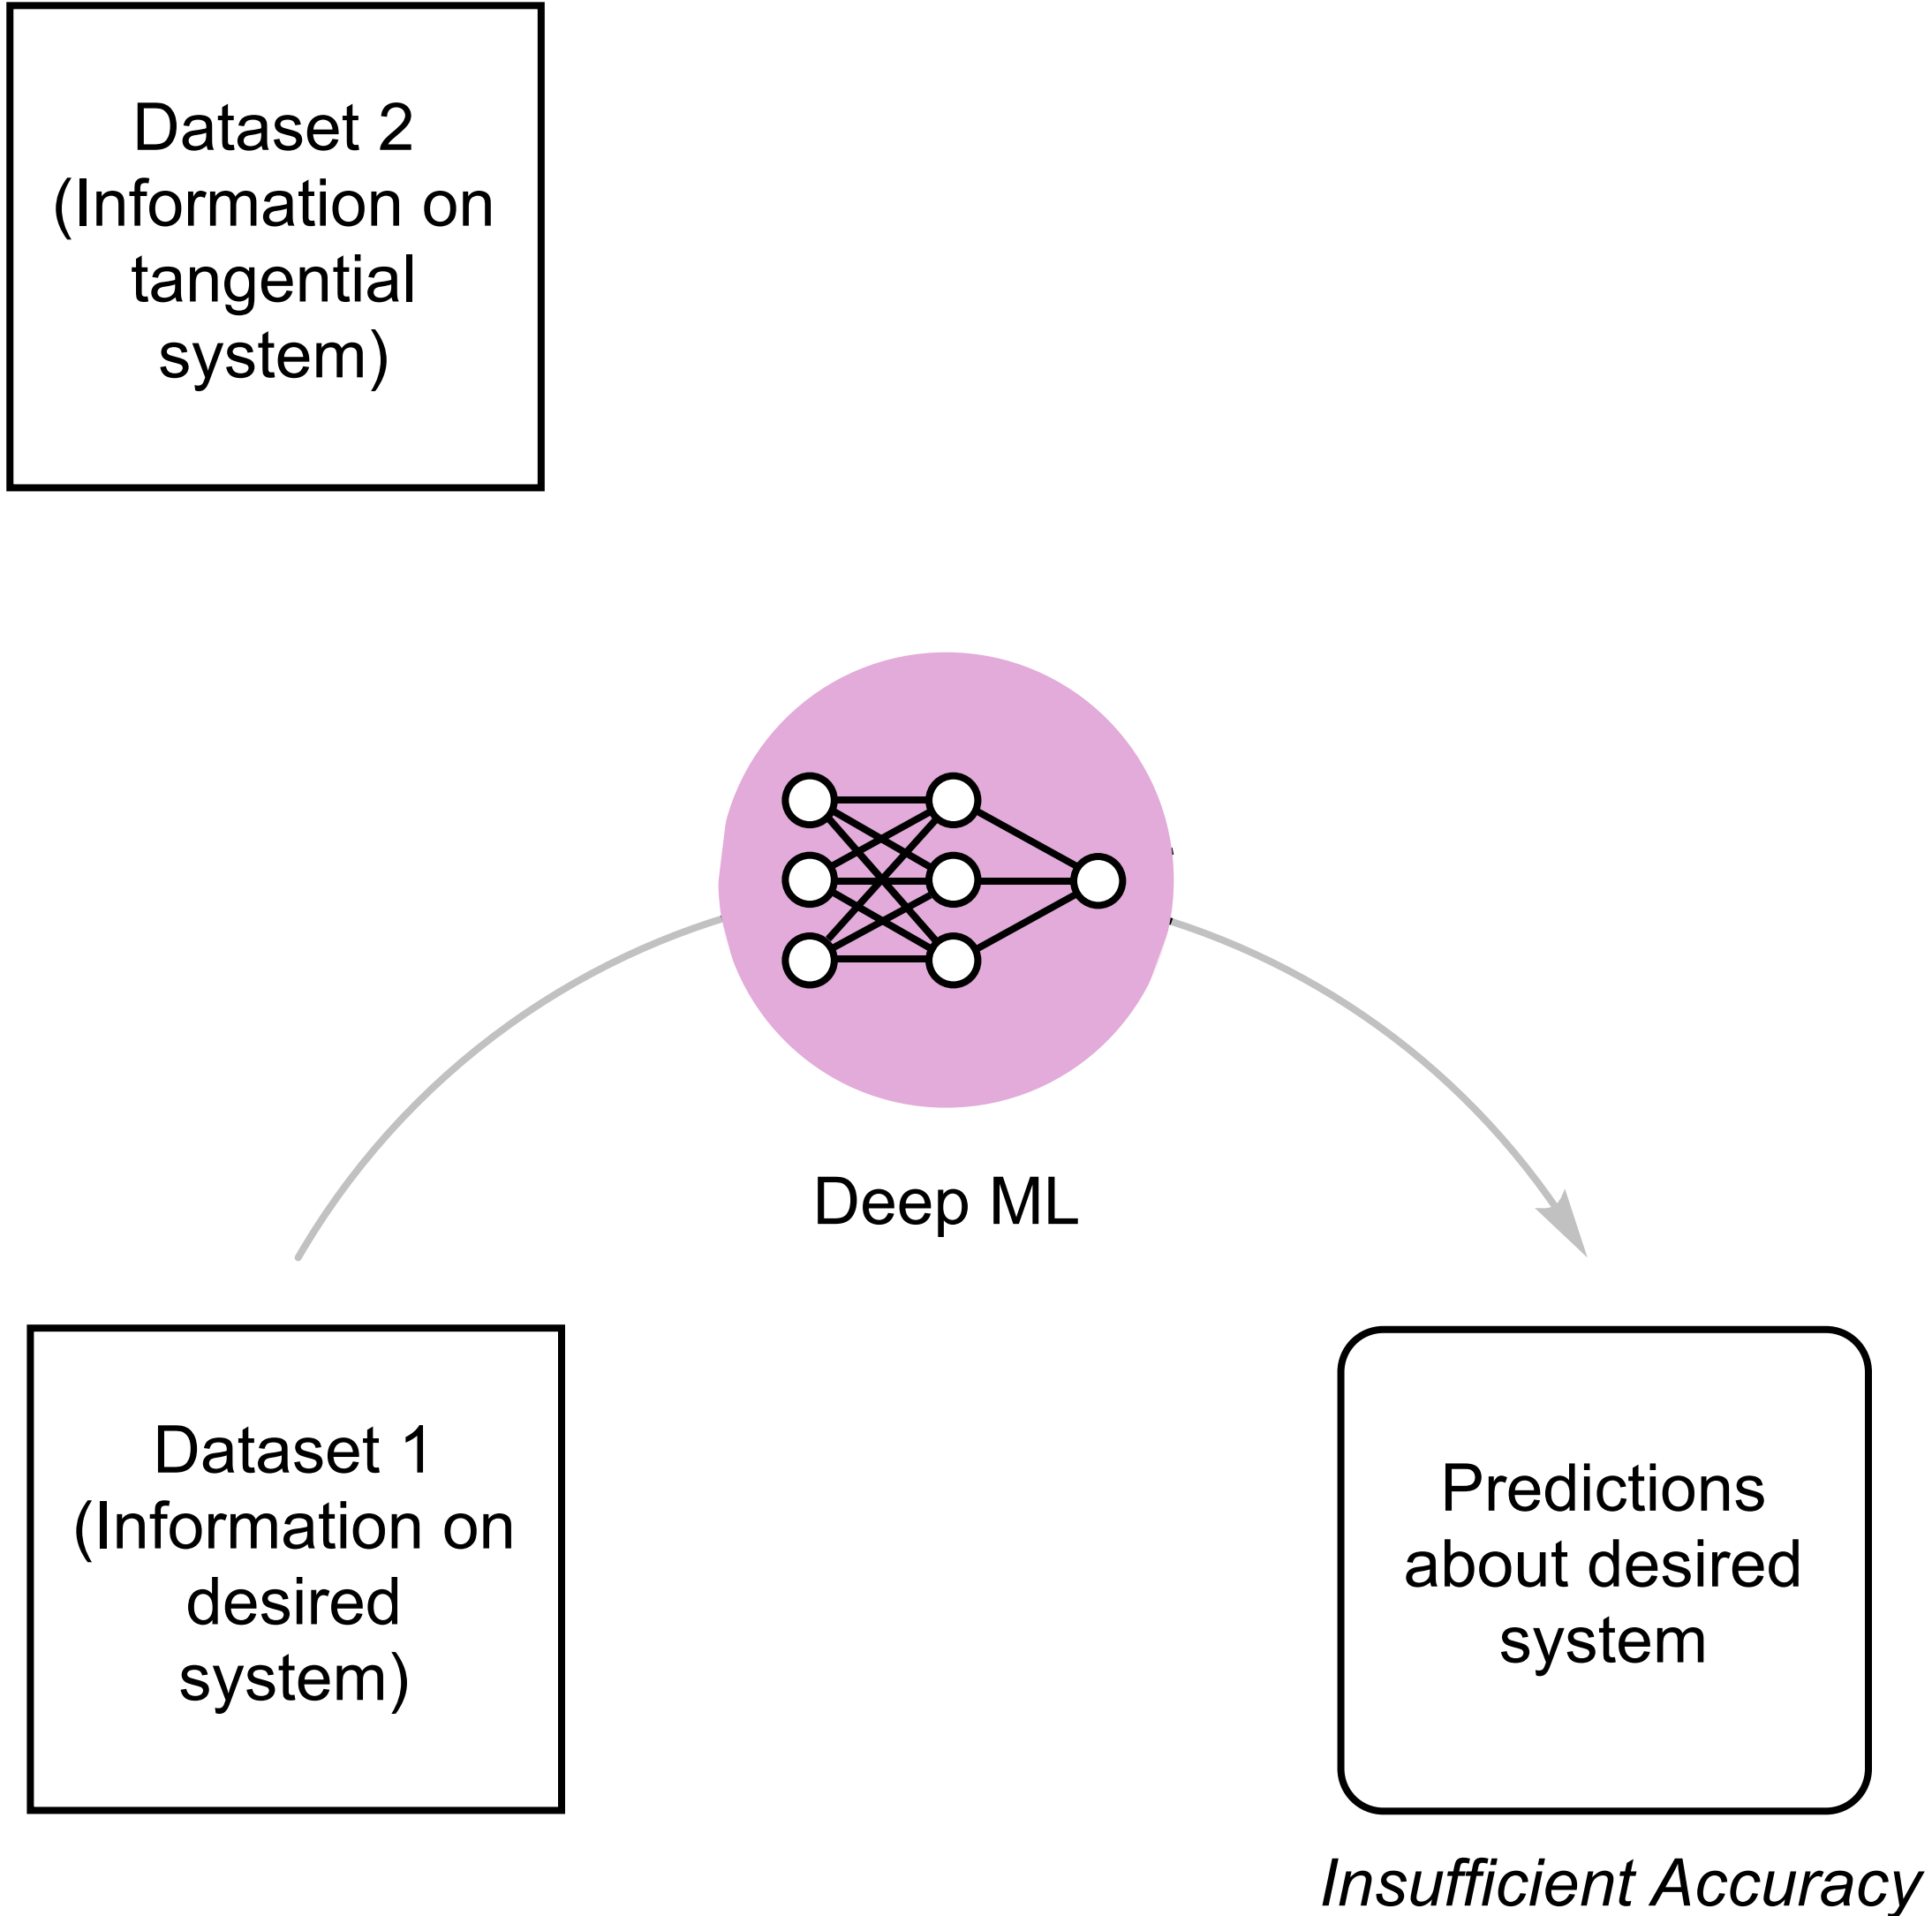 Dataset 2
(Information on
tangential
system)
Deep ML
Dataset 1
(Information on
desired
system)
Predictions
about desired
system
Insufficient Accuracy